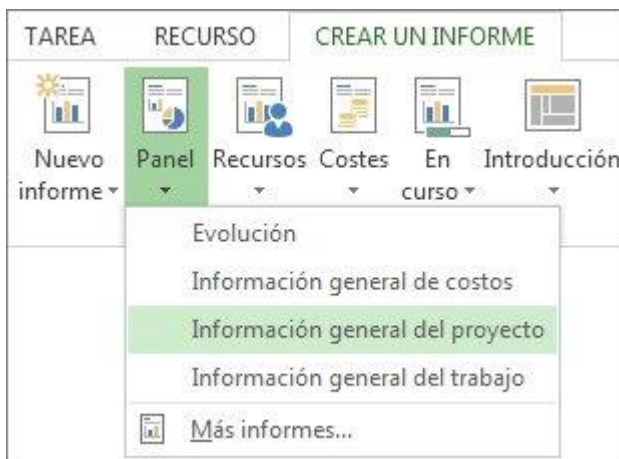 TAREA RECURSO CREAR UN INFORME
Nuevo informe Panel Recursos Costes En curso Introducción
Evolución
Información general de costos
Información general del proyecto
Información general del trabajo
Más informes...